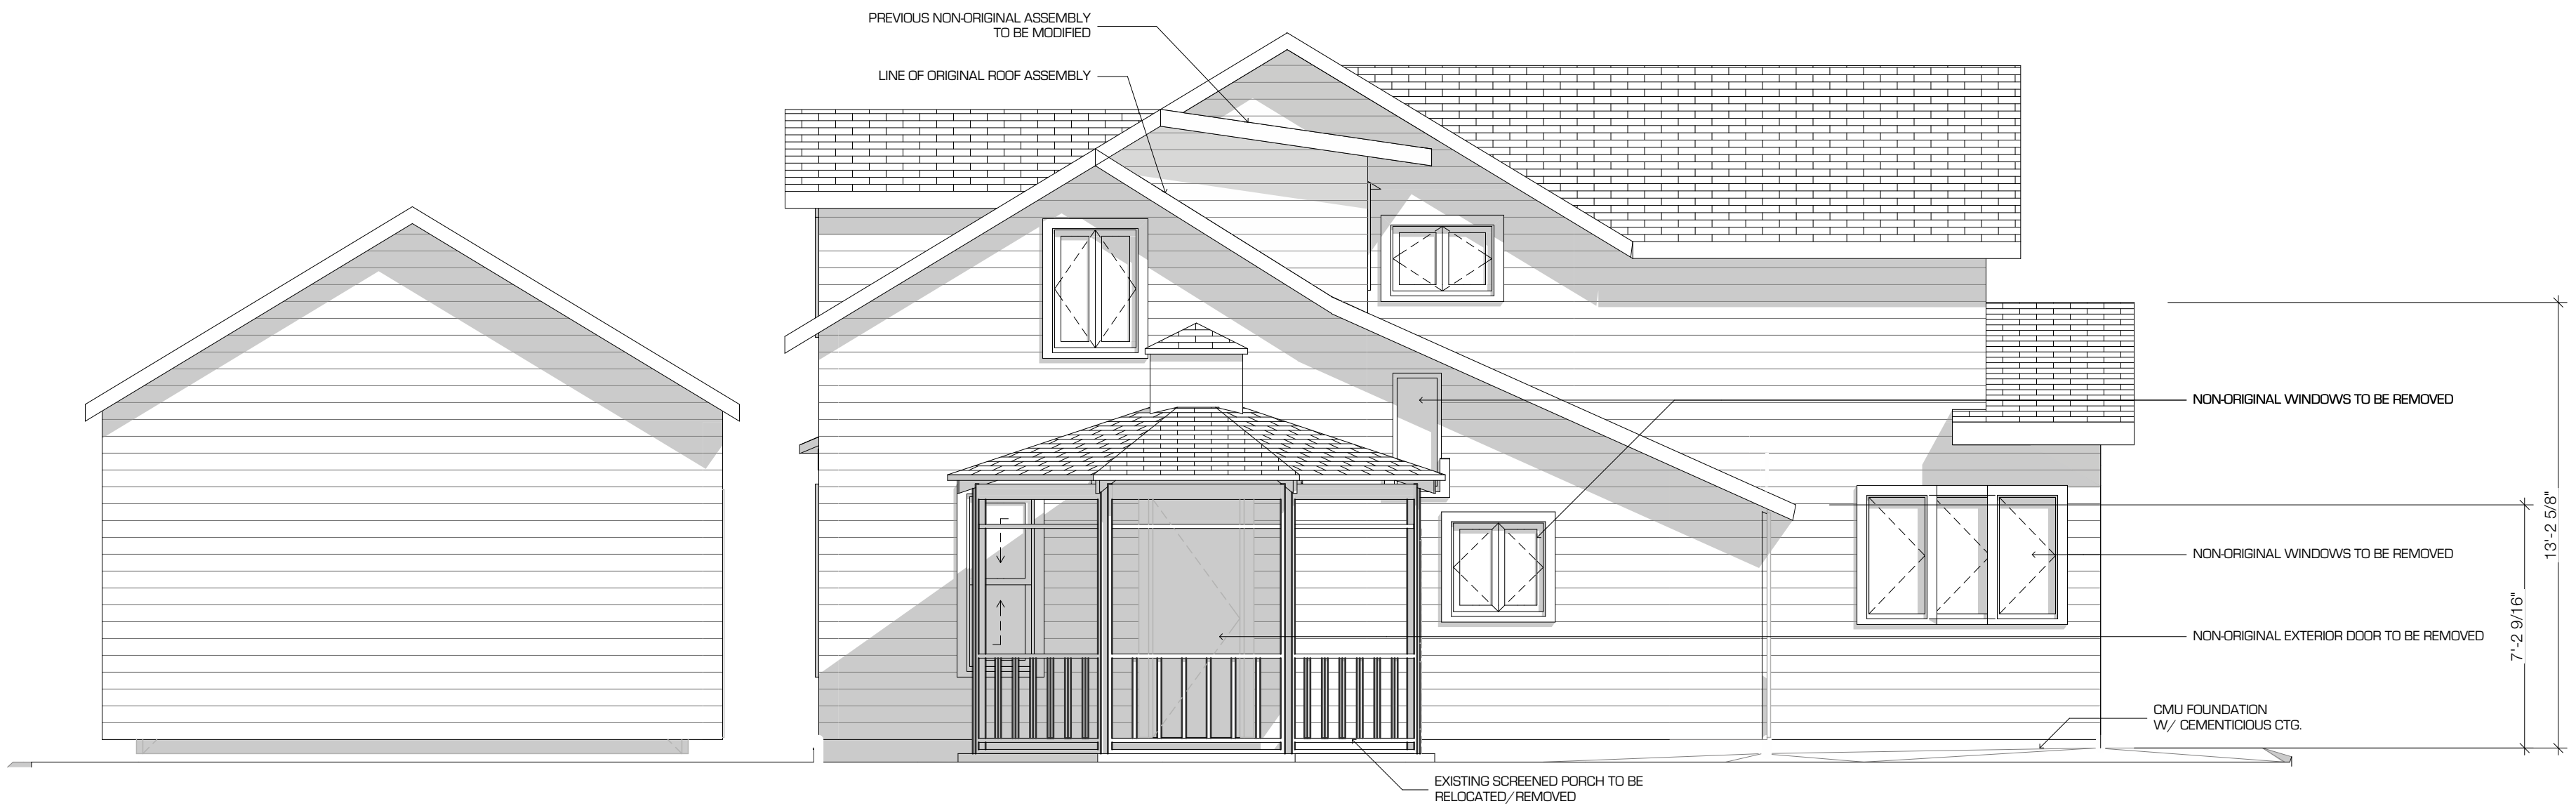 PREVIOUS NON-ORIGINAL ASSEMBLY
TO BE MODIFIED
LINE OF ORIGINAL ROOF ASSEMBLY
NON-ORIGINAL WINDOWS TO BE REMOVED
13'-2 5/8"
NON-ORIGINAL WINDOWS TO BE REMOVED
7'-2 9/16"
NON-ORIGINAL EXTERIOR DOOR TO BE REMOVED
CMU FOUNDATION
W/ CEMENTICIOUS CTG.
EXISTING SCREENED PORCH TO BE
RELOCATED/REMOVED